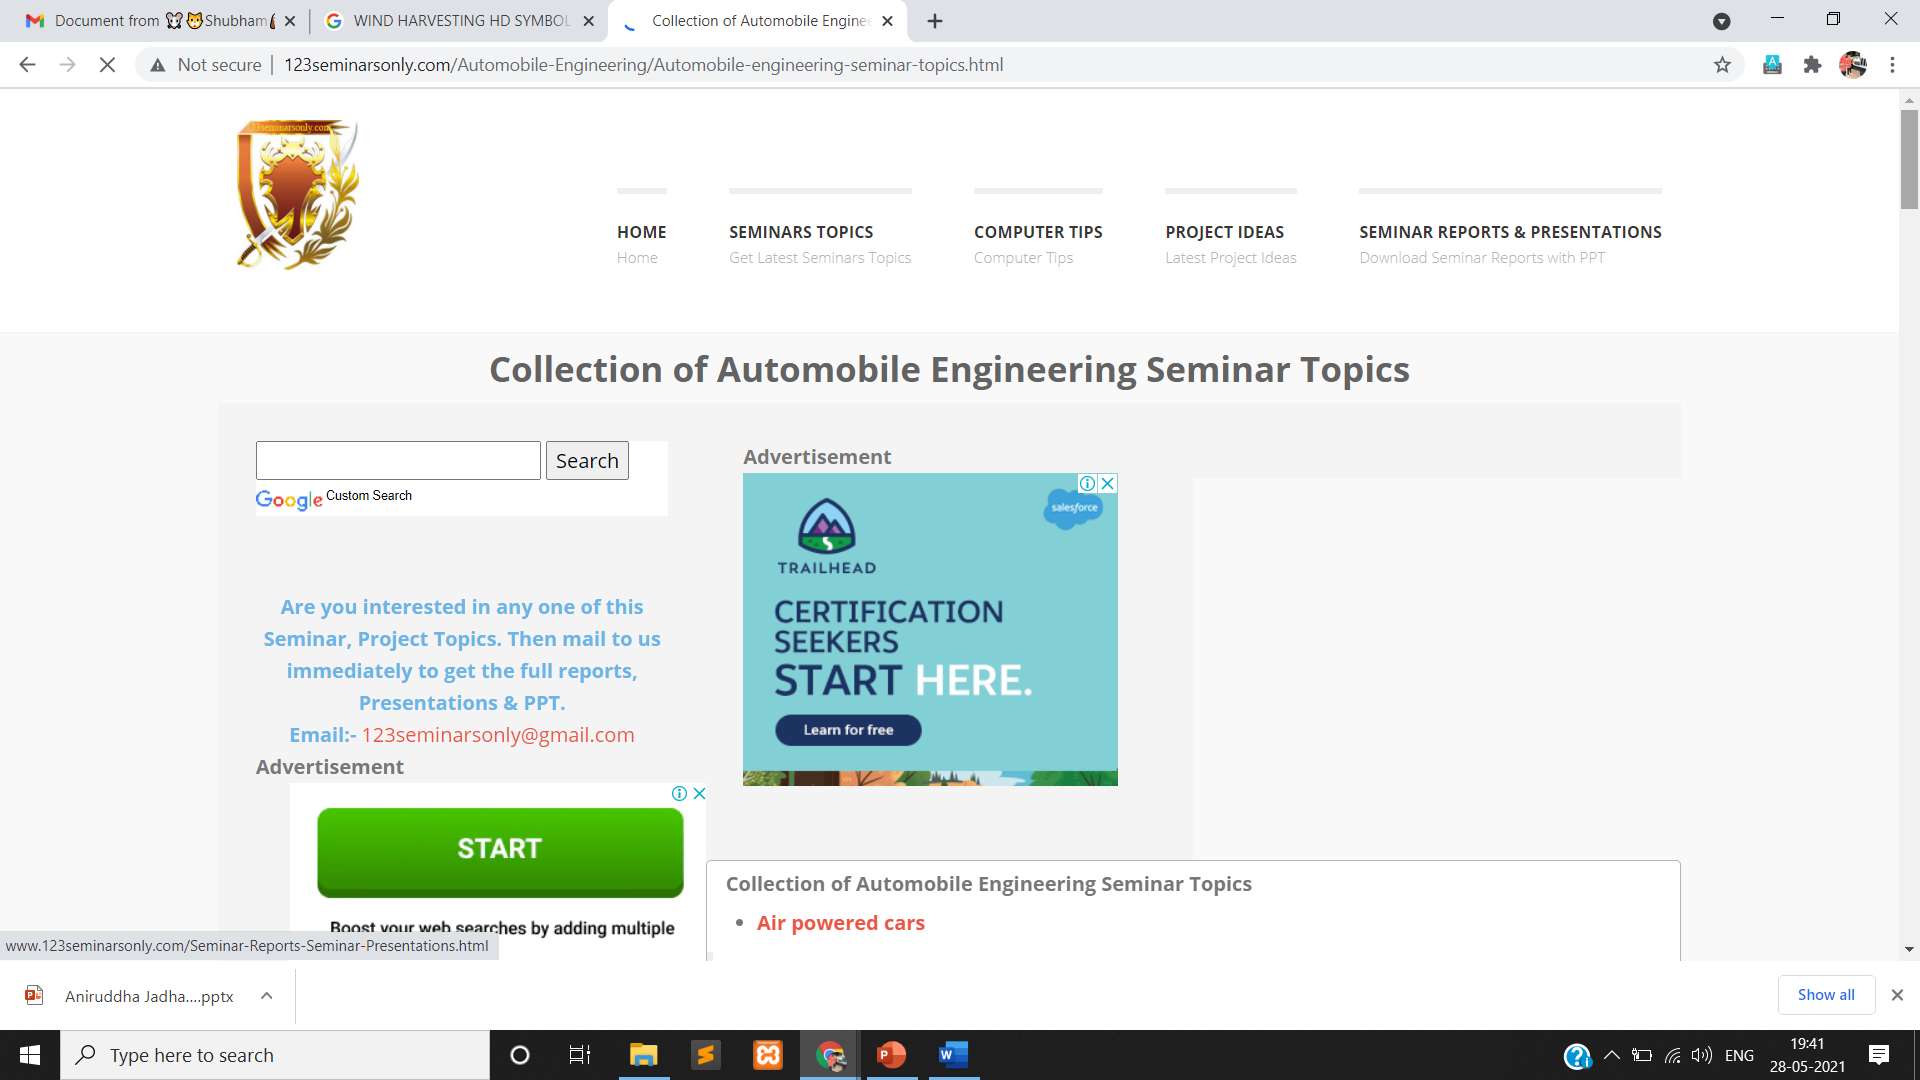 Document from 🐭🐱Shubham
WIND HARVESTING HD SYMBOL
Collection of Automobile Enginee
Not secure | 123seminarsonly.com/Automobile-Engineering/Automobile-engineering-seminar-topics.html
123seminarsonly.com
HOME
Home
SEMINARS TOPICS
Get Latest Seminars Topics
COMPUTER TIPS
Computer Tips
PROJECT IDEAS
Latest Project Ideas
SEMINAR REPORTS & PRESENTATIONS
Download Seminar Reports with PPT
Collection of Automobile Engineering Seminar Topics
Search
Google Custom Search
Are you interested in any one of this
Seminar, Project Topics. Then mail to us
immediately to get the full reports,
Presentations & PPT.
Email:- 123seminarsonly@gmail.com
Advertisement
START
Boost your web searches by adding multiple
Advertisement
salesforce
TRAILHEAD
CERTIFICATION
SEEKERS
START HERE.
Learn for free
Collection of Automobile Engineering Seminar Topics
• Air powered cars
www.123seminarsonly.com/Seminar-Reports-Seminar-Presentations.html
Aniruddha Jadha....pptx
Show all
Type here to search
ENG
19:41
28-05-2021